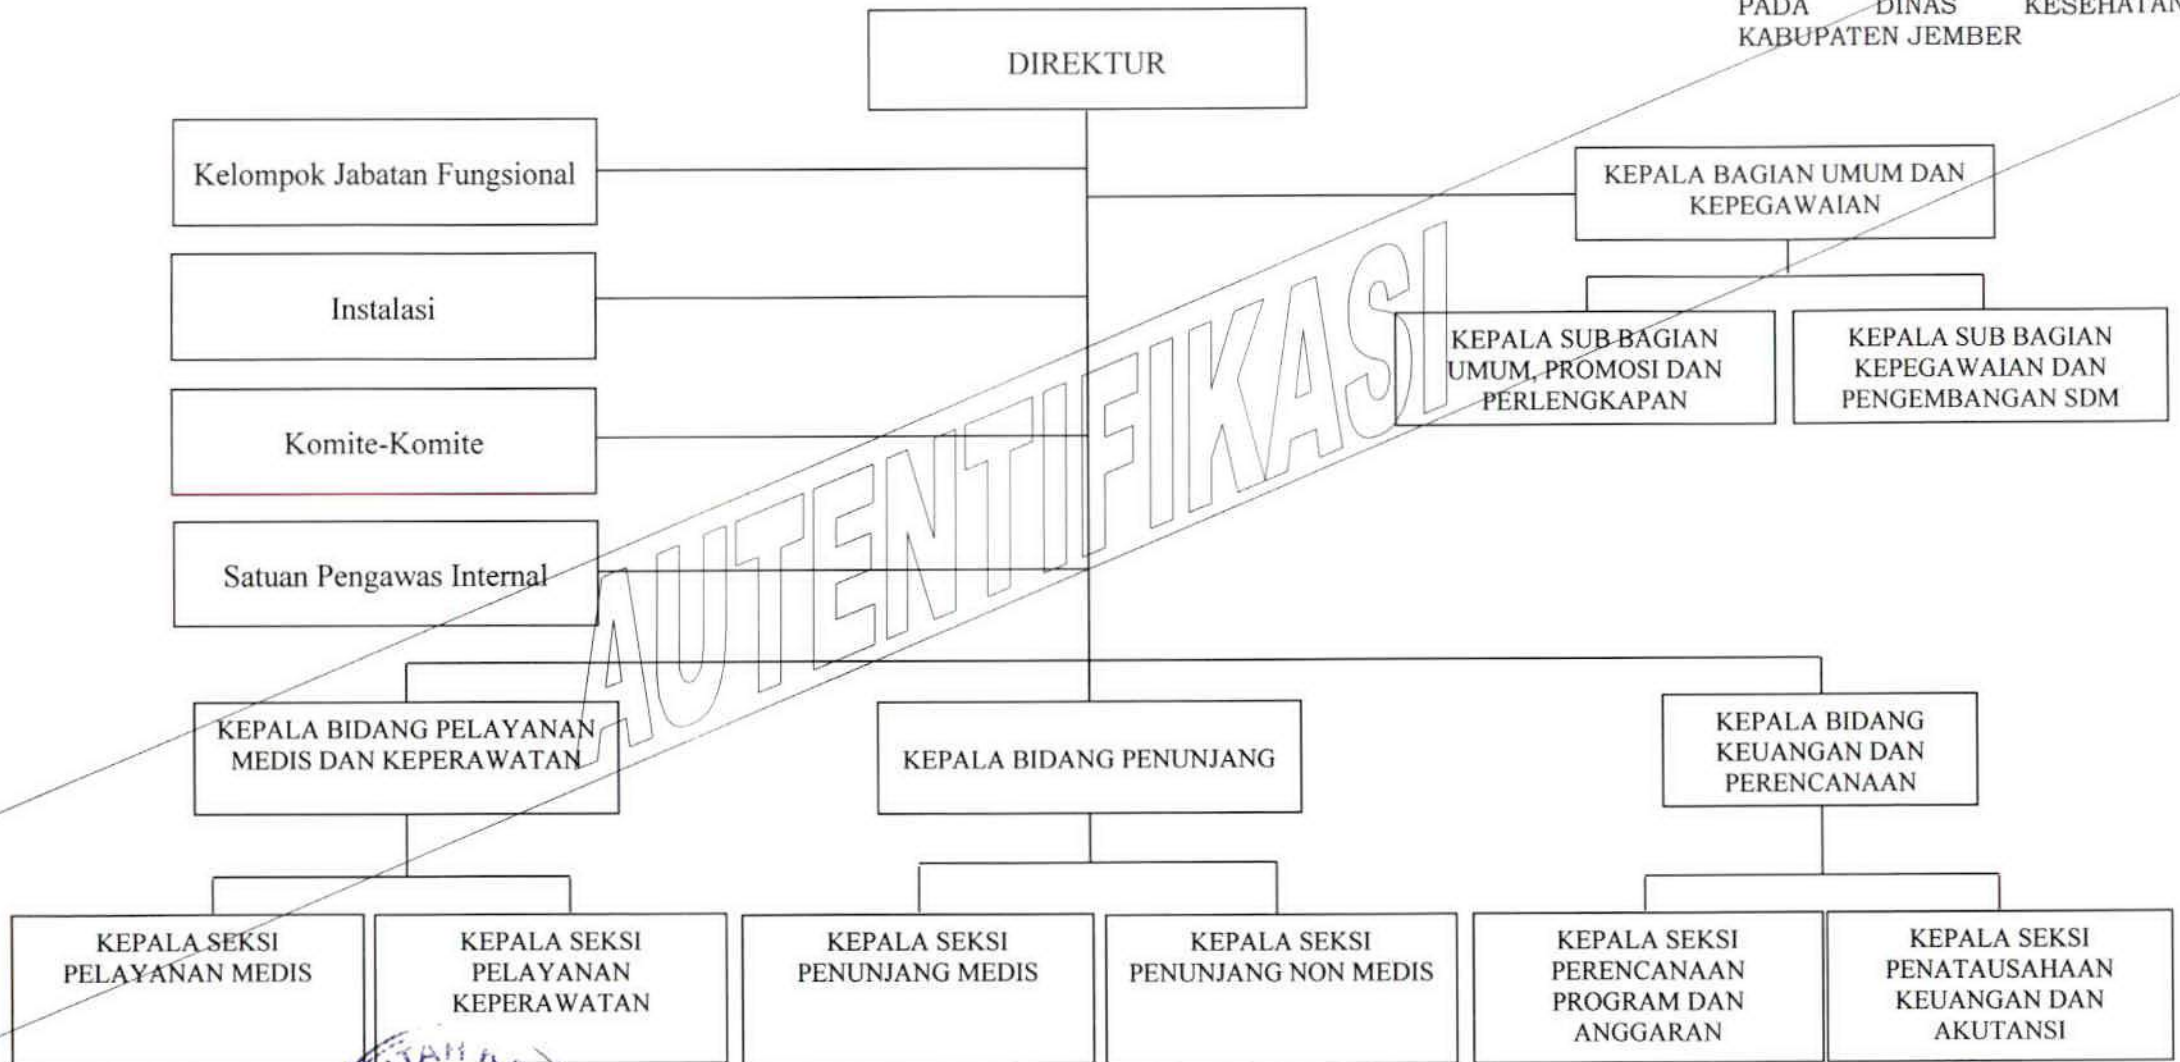 PADA DINAS KESEHATAN
KABUPATEN JEMBER
DIREKTUR
Kelompok Jabatan Fungsional
KEPALA BAGIAN UMUM DAN
KEPEGAWAIAN
Instalasi
KEPALA SUB BAGIAN
UMUM, PROMOSI DAN
PERLENGKAPAN
KEPALA SUB BAGIAN
KEPEGAWAIAN DAN
PENGEMBANGAN SDM
Komite-Komite
Satuan Pengawas Internal
AUTENTIFIKASI
KEPALA BIDANG PELAYANAN
MEDIS DAN KEPERAWATAN
KEPALA BIDANG PENUNJANG
KEPALA BIDANG
KEUANGAN DAN
PERENCANAAN
KEPALA SEKSI
PELAYANAN MEDIS
KEPALA SEKSI
PELAYANAN
KEPERAWATAN
KEPALA SEKSI
PENUNJANG MEDIS
KEPALA SEKSI
PENUNJANG NON MEDIS
KEPALA SEKSI
PERENCANAAN
PROGRAM DAN
ANGGARAN
KEPALA SEKSI
PENATAUSAHAAN
KEUANGAN DAN
AKUTANSI